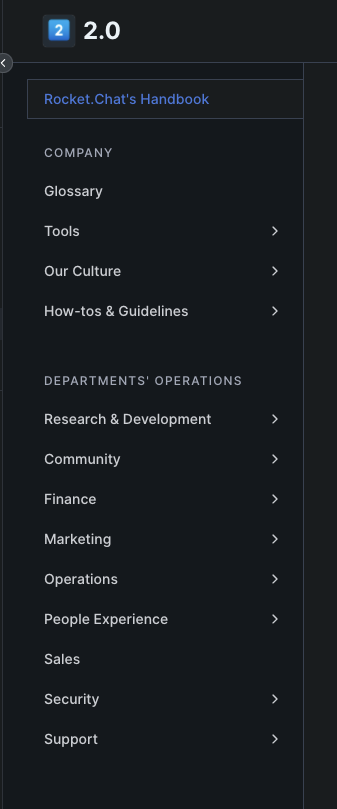 2 2.0
Rocket.Chat's Handbook
COMPANY
Glossary
Tools
Our Culture
How-tos & Guidelines
DEPARTMENTS' OPERATIONS
Research & Development
Community
Finance
Marketing
Operations
People Experience
Sales
Security
Support